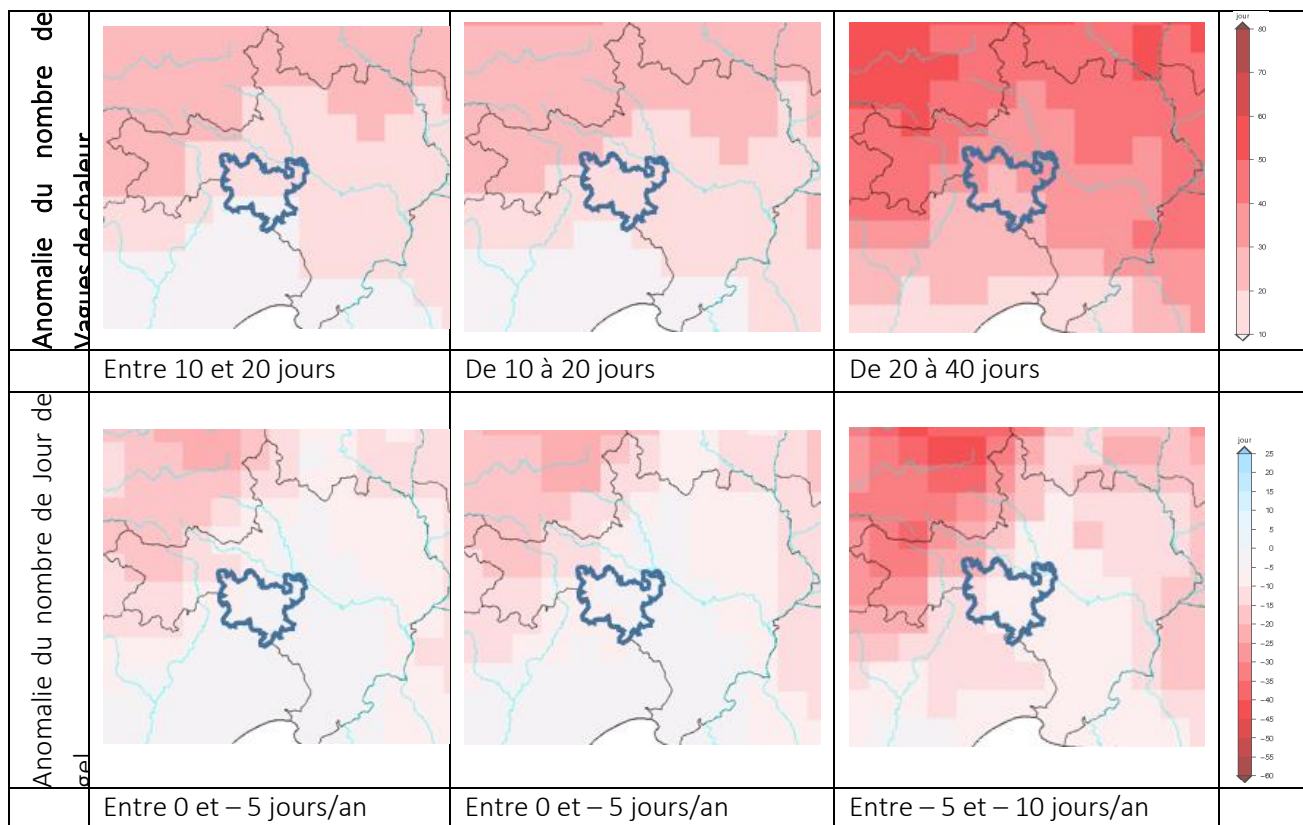 Anomalie du nombre de
Vagues de chaleur
jour
80
70
60
50
40
30
20
10
Entre 10 et 20 jours
De 10 à 20 jours
De 20 à 40 jours
Anomalie du nombre de Jour de
gel
jour
25
20
15
10
5
0
−5
−10
−15
−20
−25
−30
−35
−40
−45
−50
−55
−60
Entre 0 et – 5 jours/an
Entre 0 et – 5 jours/an
Entre – 5 et – 10 jours/an